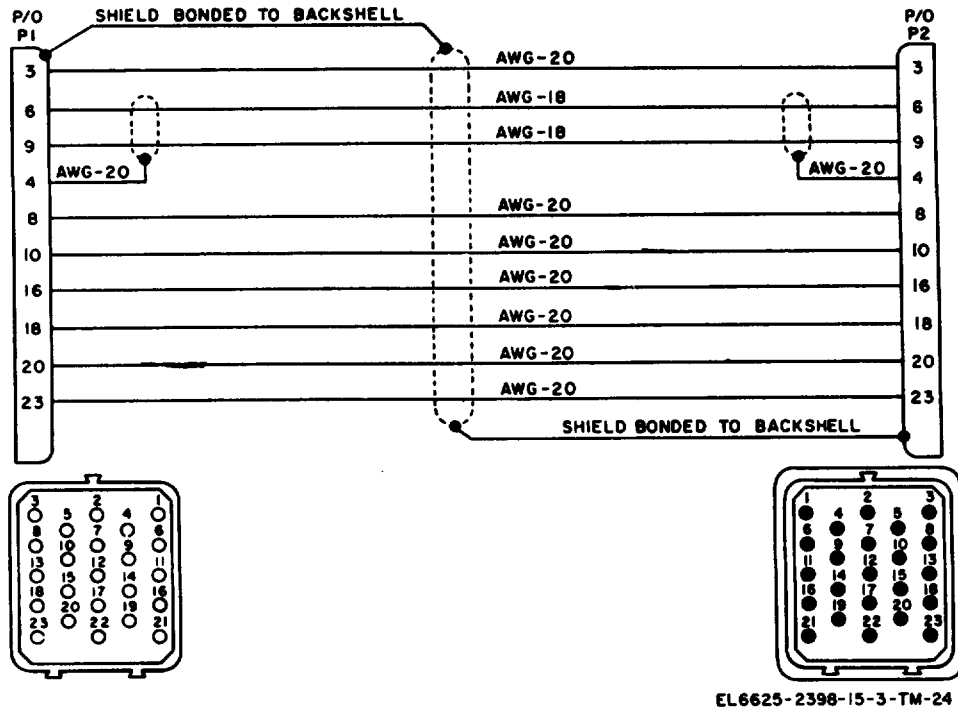 P/O
P1
SHIELD BONDED TO BACKSHELL
P/O
P2
3
AWG-20
3
6
AWG-18
6
9
AWG-18
9
AWG-20
AWG-20
4
4
8
AWG-20
8
10
AWG-20
10
16
AWG-20
16
18
AWG-20
18
20
AWG-20
20
23
AWG-20
23
SHIELD BONDED TO BACKSHELL
3 2 1
5 4
8 7 6
10 9
13 12 11
15 14
18 17 16
20 19
23 22 21
1 2 3
4 5
6 7 8
9 10
11 12 13
14 15
16 17 18
19 20
21 22 23
EL6625-2398-15-3-TM-24